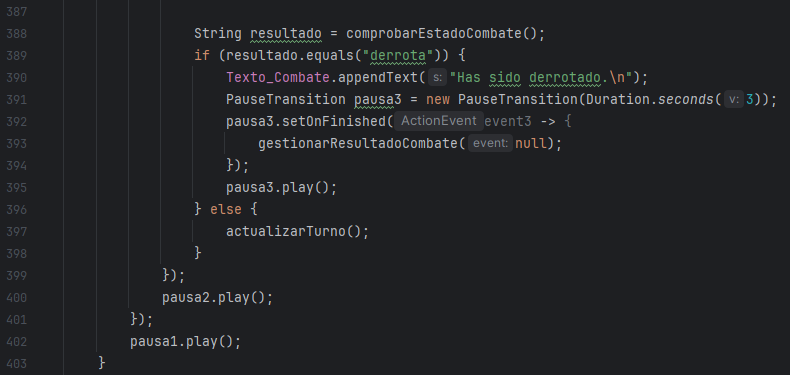 387
388 String resultado = comprobarEstadoCombate();
389 if (resultado.equals("derrota")) {
390 Texto_Combate.appendText( s: "Has sido derrotado.\n");
391 PauseTransition pausa3 = new PauseTransition(Duration.seconds( v: 3));
392 pausa3.setOnFinished( ActionEvent event3 -> {
393 gestionarResultadoCombate( event: null);
394 });
395 pausa3.play();
396 } else {
397 actualizarTurno();
398 }
399 });
400 pausa2.play();
401 });
402 pausa1.play();
403 }